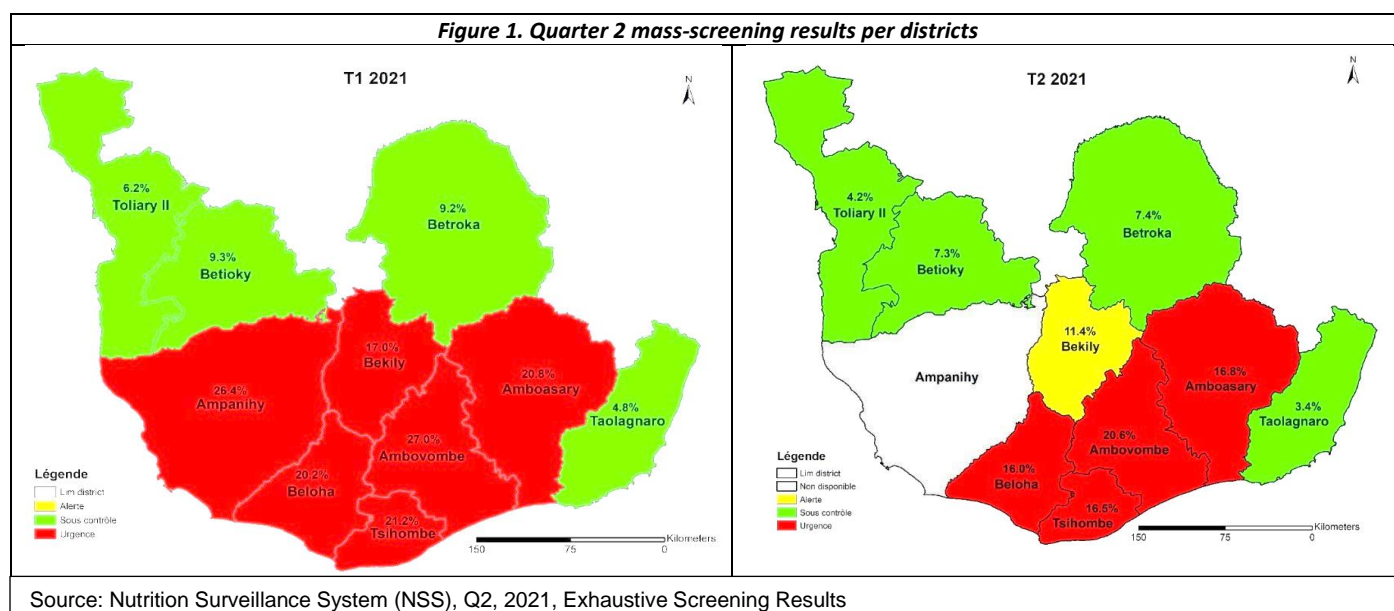 Figure 1. Quarter 2 mass-screening results per districts
T1 2021
N
6.2%
Toliary II
9.3%
Betioky
9.2%
Betroka
17.0%
Bekily
26.4%
Ampanihy
20.8%
Amboasary
4.8%
Taolagnaro
27.0%
Ambovombe
20.2%
Beloha
21.2%
Tsihombe
Légende
Lim district
Alerte
Sous contrôle
Urgence
Kilometers
150 75 0
T2 2021
N
4.2%
Toliary II
7.3%
Betioky
7.4%
Betroka
11.4%
Bekily
Ampanihy
16.8%
Amboasary
3.4%
Taolagnaro
20.6%
Ambovombe
16.0%
Beloha
16.5%
Tsihombe
Légende
Lim district
Non disponible
Alerte
Sous contrôle
Urgence
Kilometers
150 75 0
Source: Nutrition Surveillance System (NSS), Q2, 2021, Exhaustive Screening Results